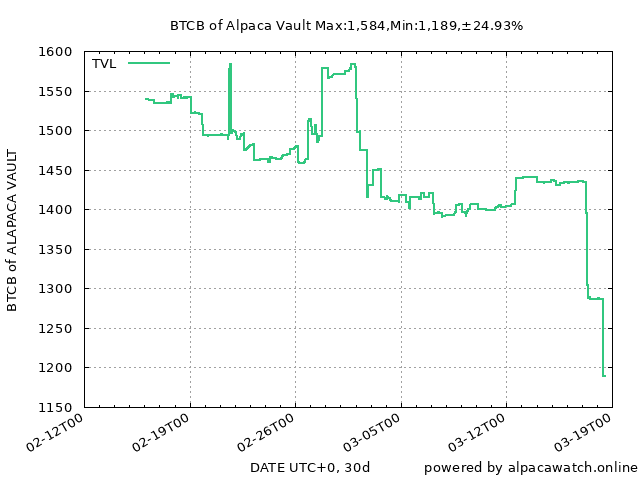 BTCB of Alpaca Vault Max:1,584,Min:1,189,±24.93%
TVL
1600
1550
1500
1450
1400
1350
1300
1250
1200
1150
BTCB of ALAPACA VAULT
02-12T00
02-19T00
02-26T00
03-05T00
03-12T00
03-19T00
DATE UTC+0, 30d
powered by alpacawatch.online